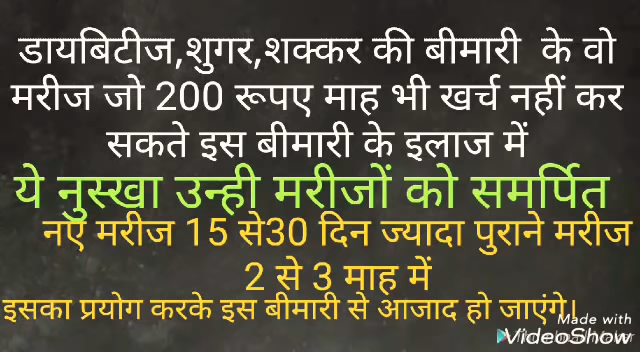 डायबिटीज,शुगर,शक्कर की बीमारी के वो
मरीज जो 200 रूपए माह भी खर्च नहीं कर
सकते इस बीमारी के इलाज में
ये नुस्खा उन्ही मरीजों को समर्पित
नए मरीज 15 से30 दिन ज्यादा पुराने मरीज
2 से 3 माह में
इसका प्रयोग करके इस बीमारी से आजाद हो जाएंगे।
Made with
VideoShow